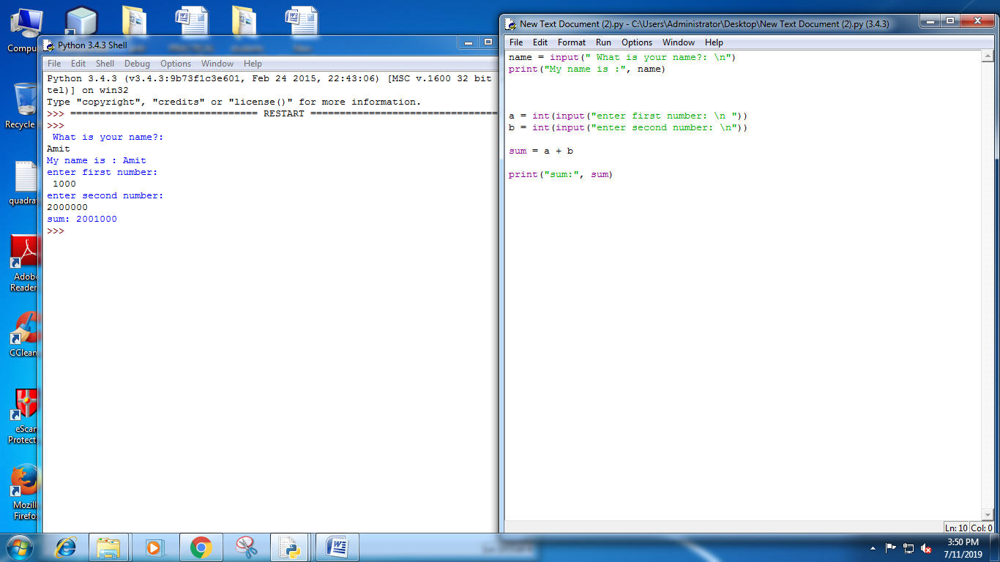 Compu
Recycle
quadra
Adob
Reader
CClean
eScan
Protect
Mozil
Firefo
Python 3.4.3 Shell
File Edit Shell Debug Options Window Help
Python 3.4.3 (v3.4.3:9b73f1c3e601, Feb 24 2015, 22:43:06) [MSC v.1600 32 bit
tel)] on win32
Type "copyright", "credits" or "license()" for more information.
>>> ================================ RESTART ================================
>>>
 What is your name?:
Amit
My name is : Amit
enter first number:
 1000
enter second number:
2000000
sum: 2001000
>>>
New Text Document (2).py - C:\Users\Administrator\Desktop\New Text Document (2).py (3.4.3)
File Edit Format Run Options Window Help
name = input(" What is your name?: \n")
print("My name is :", name)
a = int(input("enter first number: \n "))
b = int(input("enter second number: \n"))
sum = a + b
print("sum:", sum)
Ln: 10 Col: 0
3:50 PM
7/11/2019